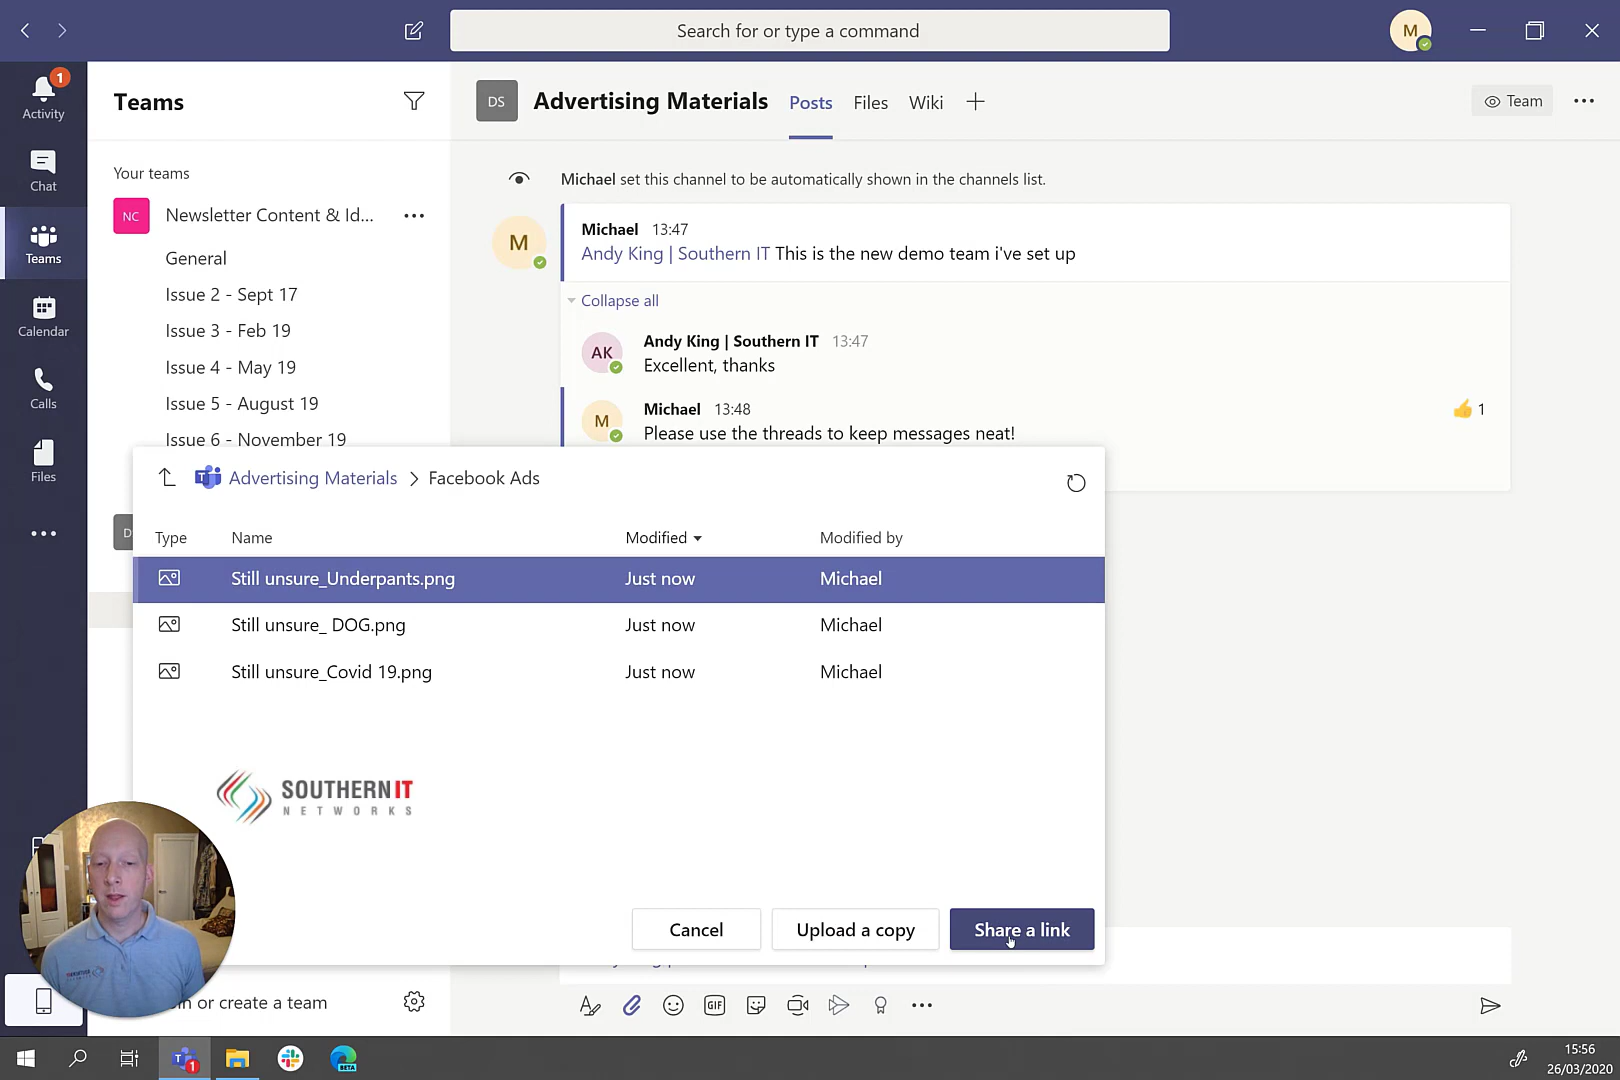 Search for or type a command
M
1
Activity
Chat
Teams
Calendar
Calls
Files
Teams
Your teams
NC
Newsletter Content & Id...
General
Issue 2 - Sept 17
Issue 3 - Feb 19
Issue 4 - May 19
Issue 5 - August 19
Issue 6 - November 19
or create a team
DS
Advertising Materials
Posts
Files
Wiki
Team
Michael set this channel to be automatically shown in the channels list.
M
Michael 13:47
Andy King | Southern IT This is the new demo team i've set up
Collapse all
AK
Andy King | Southern IT 13:47
Excellent, thanks
M
Michael 13:48
1
Please use the threads to keep messages neat!
Advertising Materials > Facebook Ads
Type Name Modified Modified by
Still unsure_Underpants.png Just now Michael
Still unsure_ DOG.png Just now Michael
Still unsure_Covid 19.png Just now Michael
SOUTHERN IT
NETWORKS
Cancel
Upload a copy
Share a link
GIF
T
1
BETA
15:56
26/03/2020